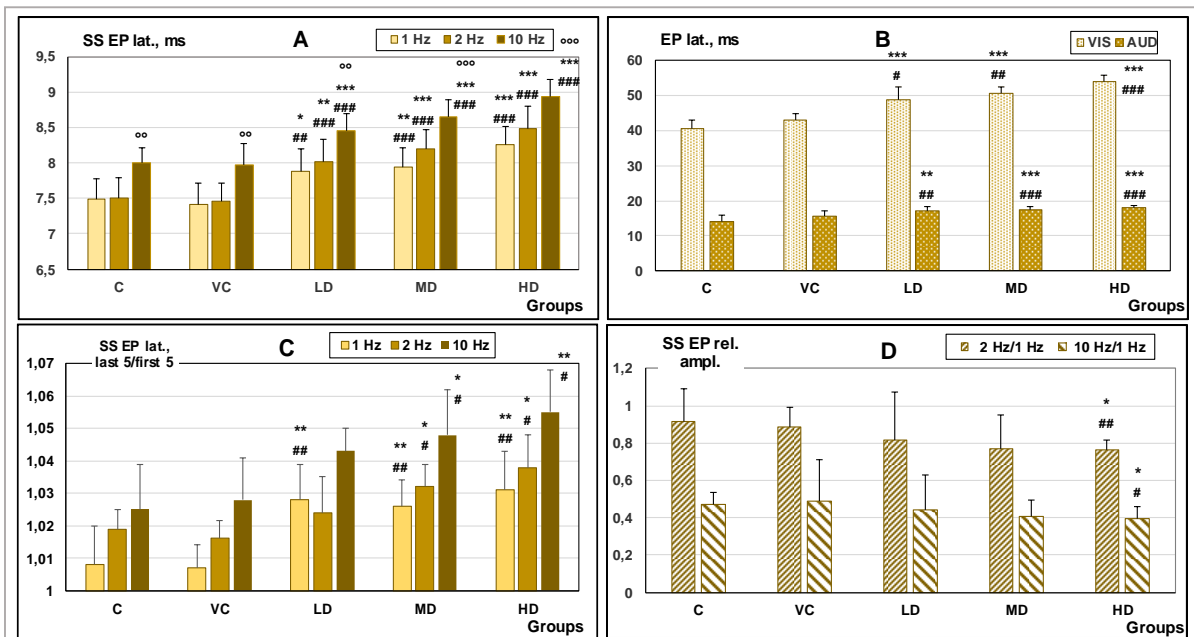 SS EP lat., ms
A
1 Hz 2 Hz 10 Hz
°°°
9,5
9
8,5
8
7,5
7
6,5
°°
°°
* ##
** ###
°° *** ###
** ###
*** ###
°°° *** ###
*** ###
*** ###
*** ###
C VC LD MD HD
Groups
EP lat., ms
B
VIS AUD
60
50
40
30
20
10
0
*** #
** ##
*** ##
*** ###
*** ###
*** ###
C VC LD MD HD
Groups
SS EP lat.,
last 5/first 5
C
1 Hz 2 Hz 10 Hz
1,07
1,06
1,05
1,04
1,03
1,02
1,01
1
** ##
** ##
* #
* #
** ##
* #
** #
C VC LD MD HD
Groups
SS EP rel.
ampl.
D
2 Hz/1 Hz 10 Hz/1 Hz
1,2
1
0,8
0,6
0,4
0,2
0
* ##
* #
C VC LD MD HD
Groups